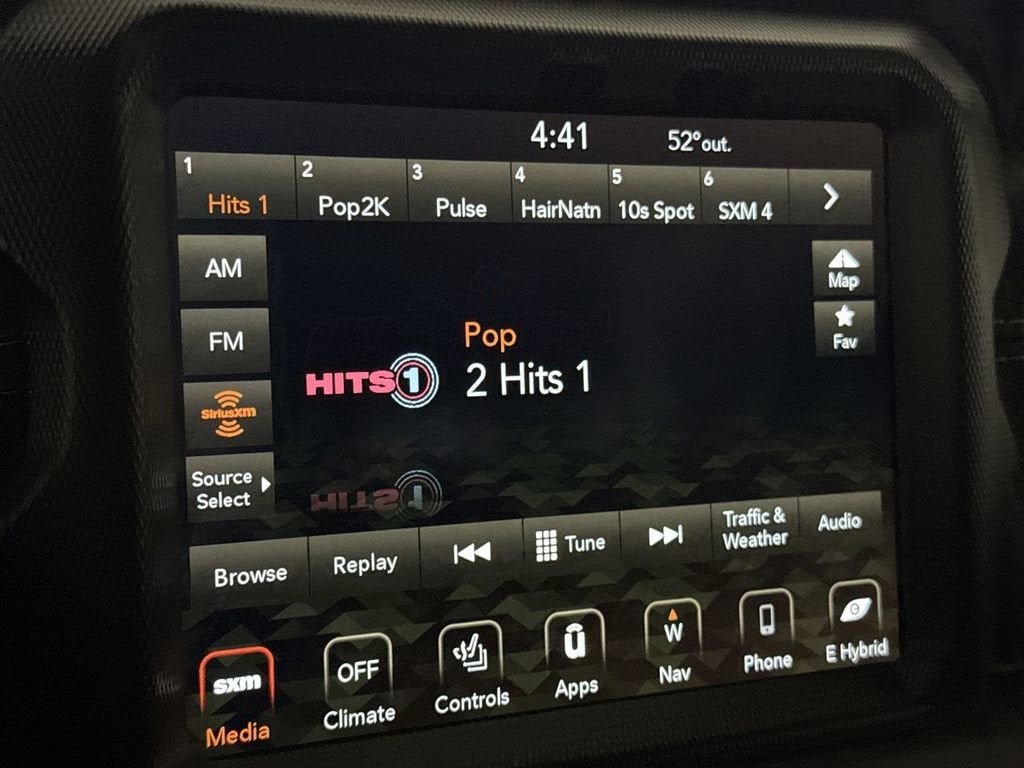 4:41 52° out.
1 2 3 4 5 6
Hits 1 Pop2K Pulse HairNatn 10s Spot SXM 4
AM
FM
SiriusXM
Source
Select
Map
Fav
Pop
HITS 1
2 Hits 1
Browse Replay Tune Traffic & Weather Audio
sxm OFF û W
Media Climate Controls Apps Nav Phone E Hybrid